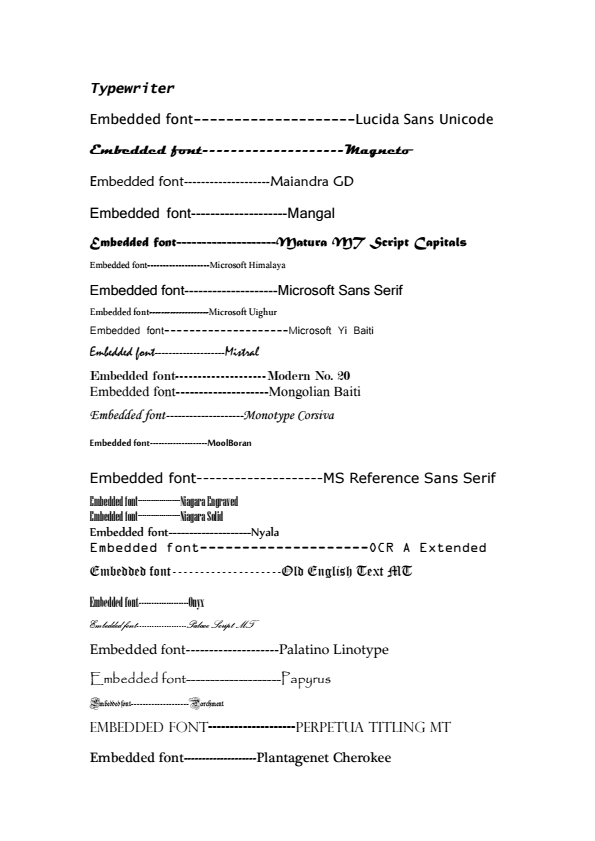 Typewriter
Embedded font--------------------Lucida Sans Unicode
Embedded font--------------------Magneto
Embedded font--------------------Maiandra GD
Embedded font--------------------Mangal
Embedded font--------------------Matura MT Script Capitals
Embedded font--------------------Microsoft Himalaya
Embedded font--------------------Microsoft Sans Serif
Embedded font--------------------Microsoft Uighur
Embedded font--------------------Microsoft Yi Baiti
Embedded font--------------------Mistral
Embedded font--------------------Modern No. 20
Embedded font--------------------Mongolian Baiti
Embedded font--------------------Monotype Corsiva
Embedded font--------------------MoolBoran
Embedded font--------------------MS Reference Sans Serif
Embedded font--------------------Niagara Engraved
Embedded font--------------------Niagara Solid
Embedded font--------------------Nyala
Embedded font--------------------OCR A Extended
Embedded font--------------------Old English Text MT
Embedded font--------------------Onyx
Embedded font--------------------Palace Script MT
Embedded font--------------------Palatino Linotype
Embedded font--------------------Papyrus
Embedded font--------------------Parchment
EMBEDDED FONT--------------------PERPETUA TITLING MT
Embedded font--------------------Plantagenet Cherokee